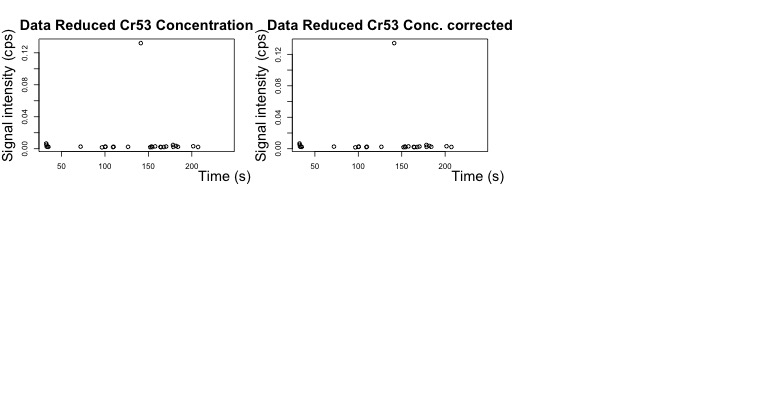 Data Reduced Cr53 Concentration
Signal intensity (cps)
0.00 0.04 0.08 0.12
50 100 150 200
Time (s)
Data Reduced Cr53 Conc. corrected
Signal intensity (cps)
0.00 0.04 0.08 0.12
50 100 150 200
Time (s)